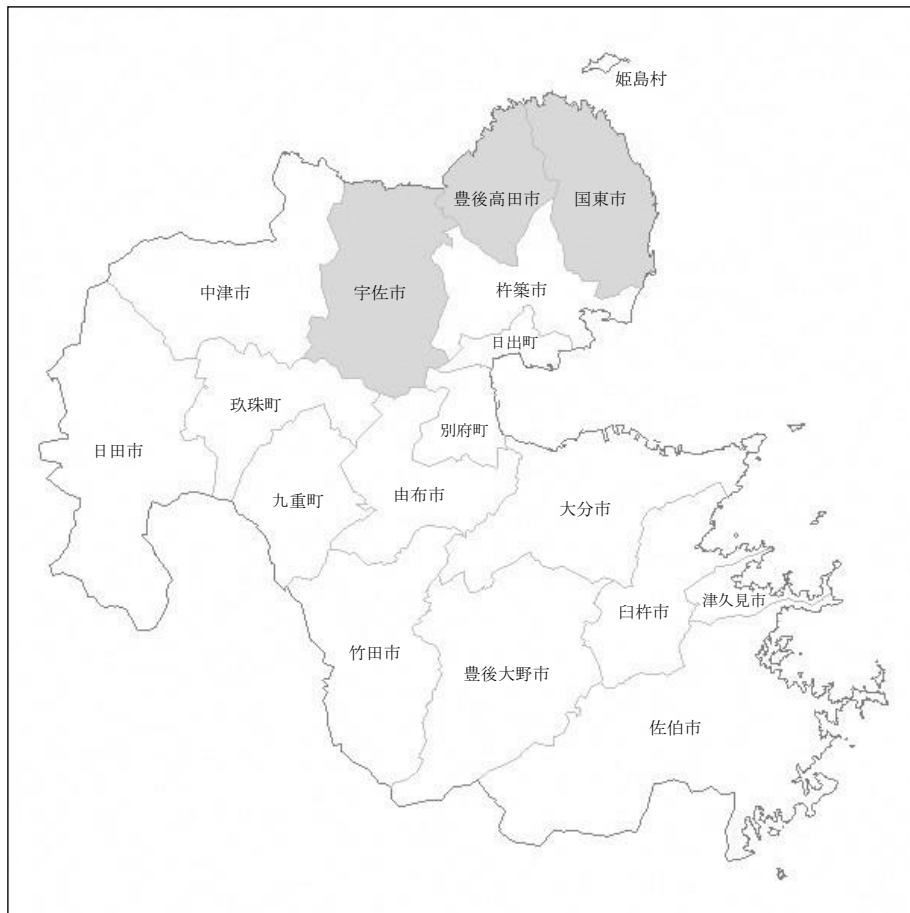 姫島村
豊後高田市
国東市
中津市
宇佐市
杵築市
日出町
玖珠町
別府町
日田市
九重町
由布市
大分市
津久見市
臼杵市
竹田市
豊後大野市
佐伯市